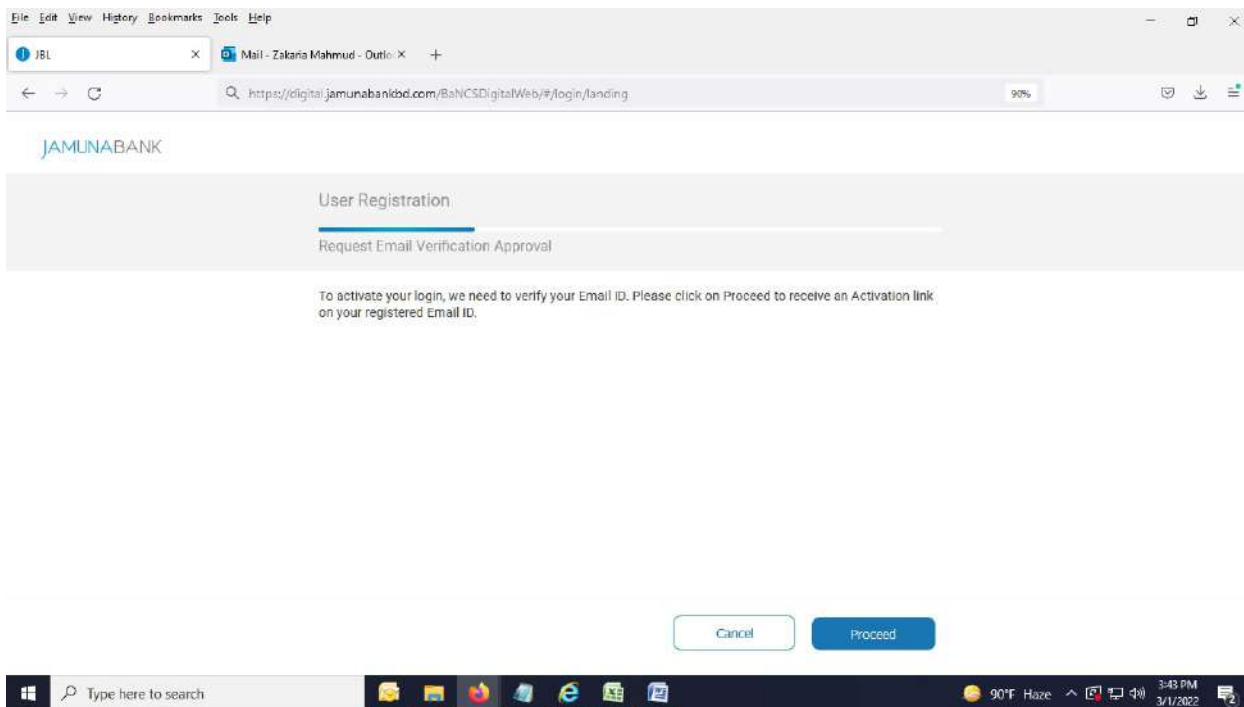 File Edit View History Bookmarks Tools Help
JBL
Mail - Zakaria Mahmud - Outlo
https://digital.jamunabankbd.com/BaNCSDigitalWeb/#/login/landing
90%
JAMUNABANK
User Registration
Request Email Verification Approval
To activate your login, we need to verify your Email ID. Please click on Proceed to receive an Activation link
on your registered Email ID.
Cancel Proceed
Type here to search
90°F Haze
3:43 PM
3/1/2022
2